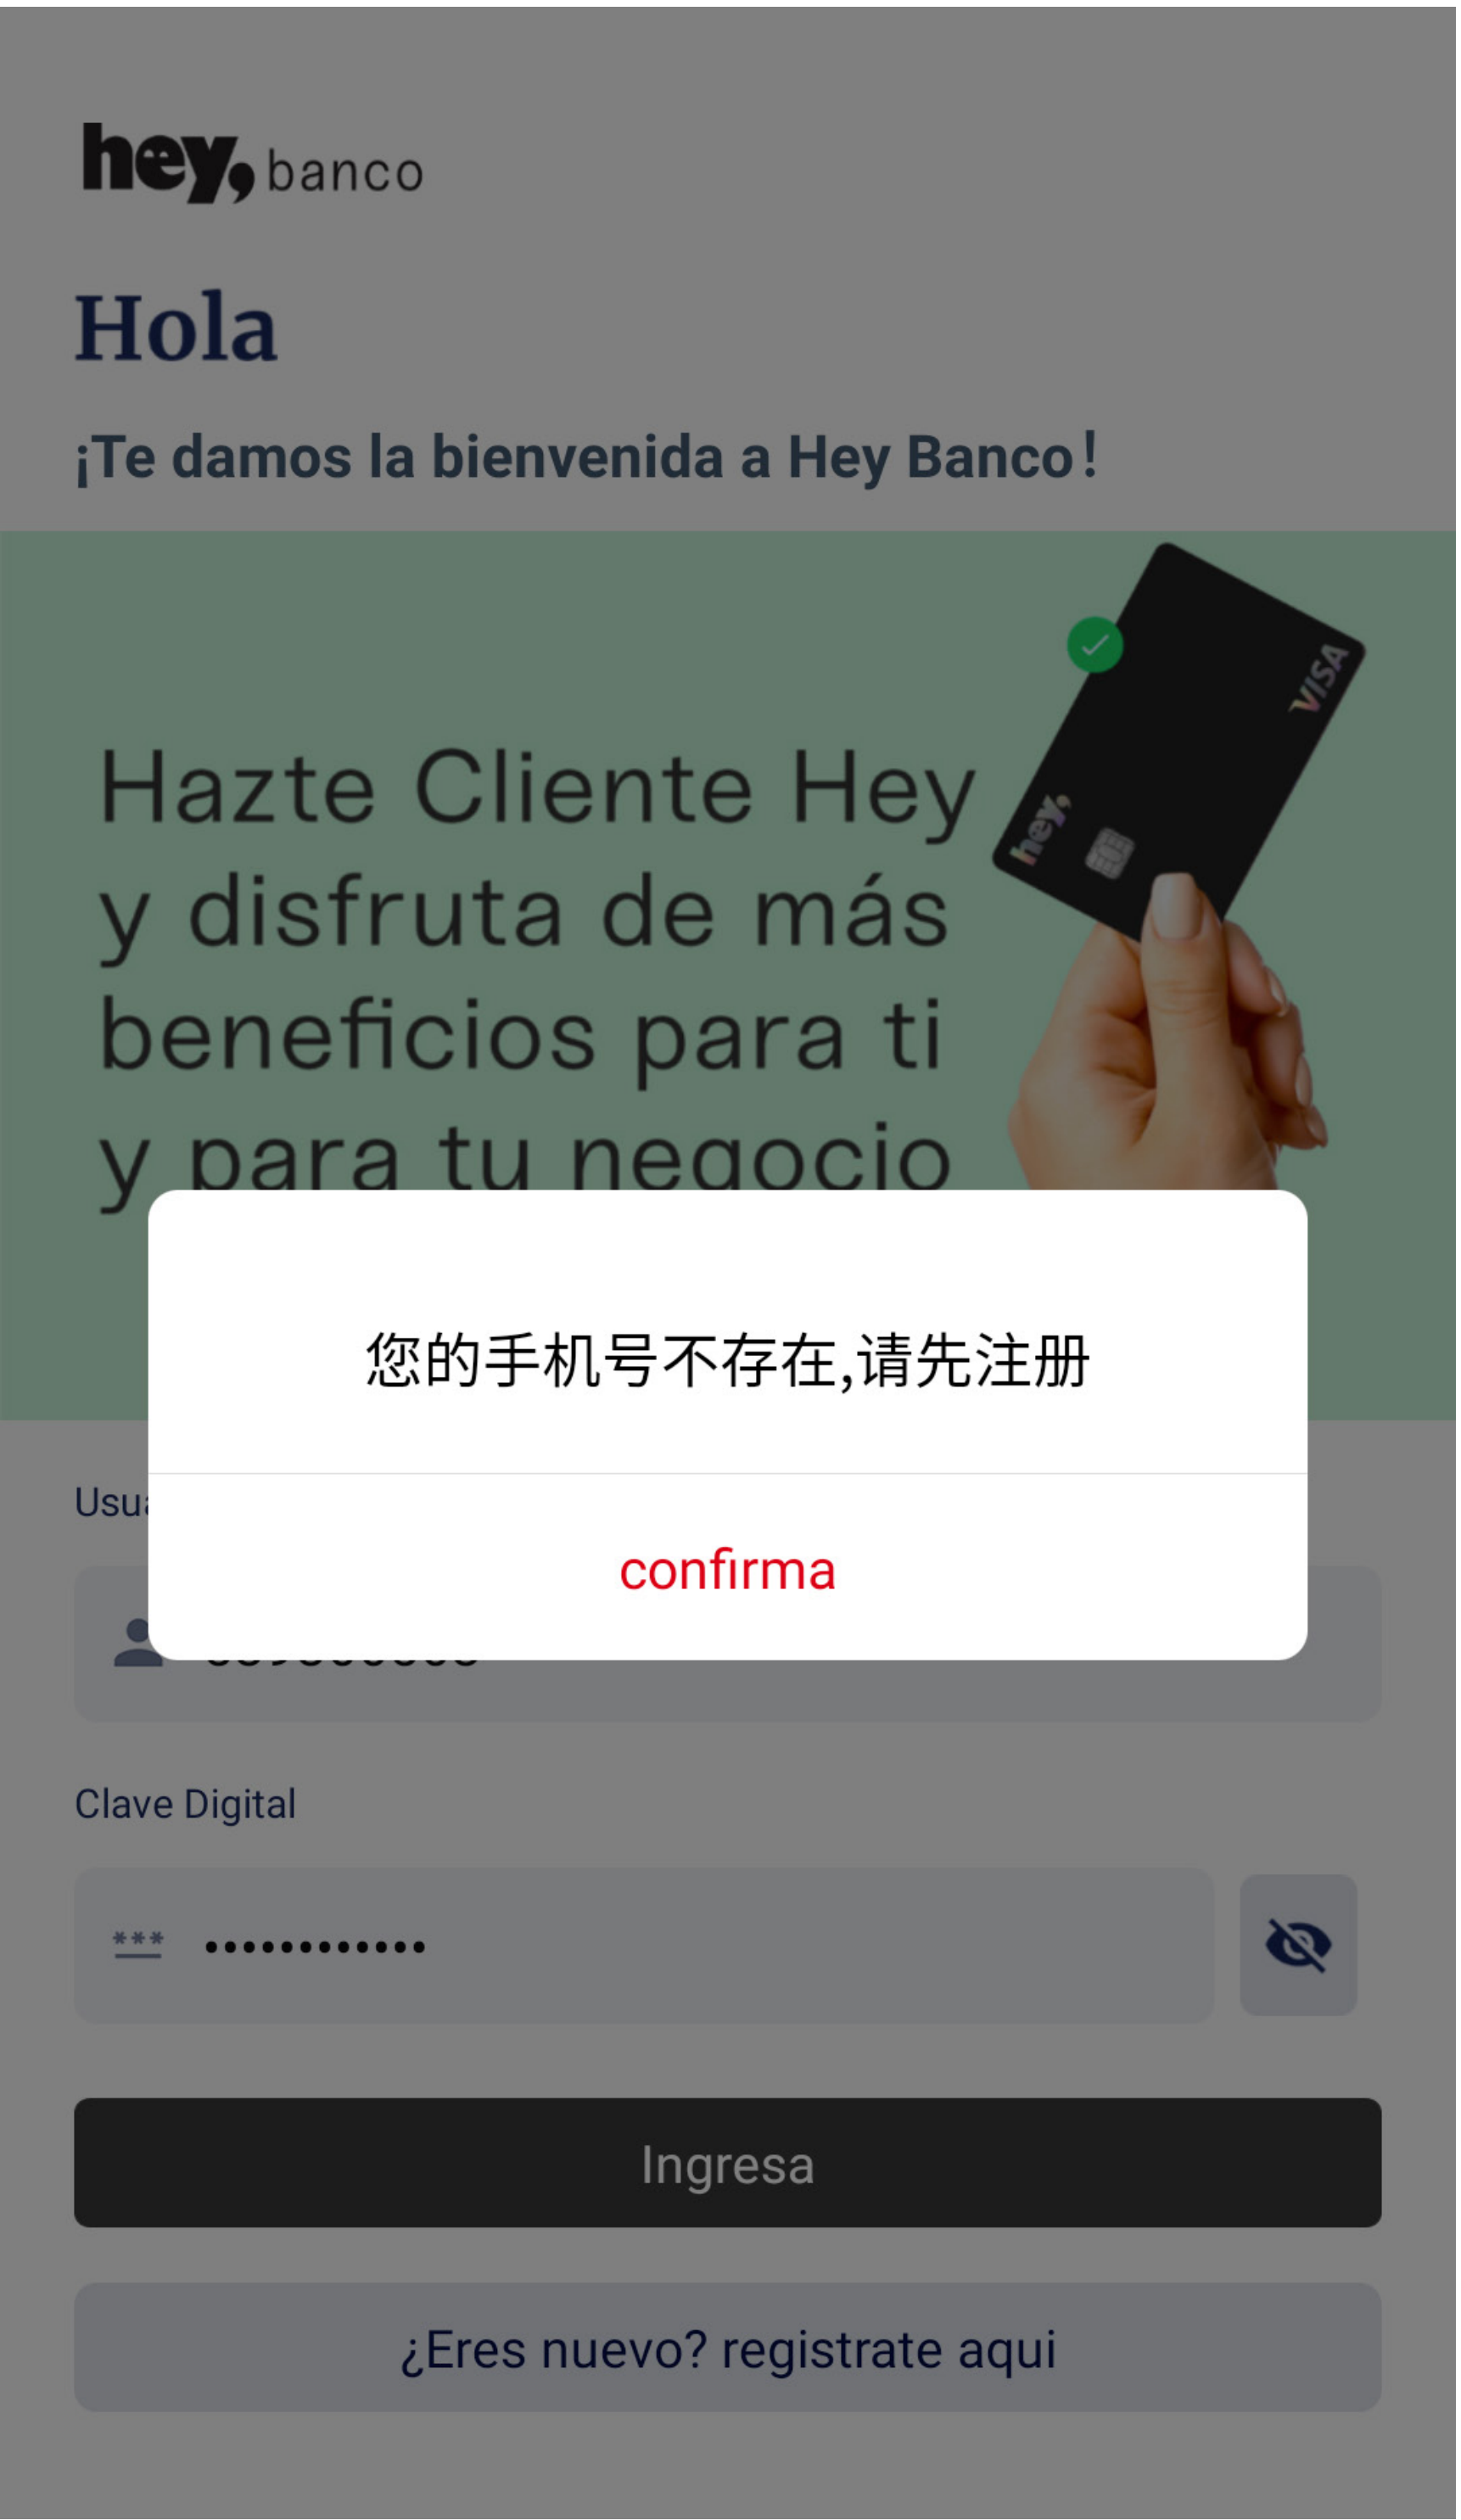 hey, banco
Hola
¡Te damos la bienvenida a Hey Banco!
VISA
hey,
Hazte Cliente Hey
y disfruta de más
beneficios para ti
y para tu negocio
您的手机号不存在,请先注册
confirma
Clave Digital
***
••••••••••••
Ingresa
¿Eres nuevo? registrate aqui